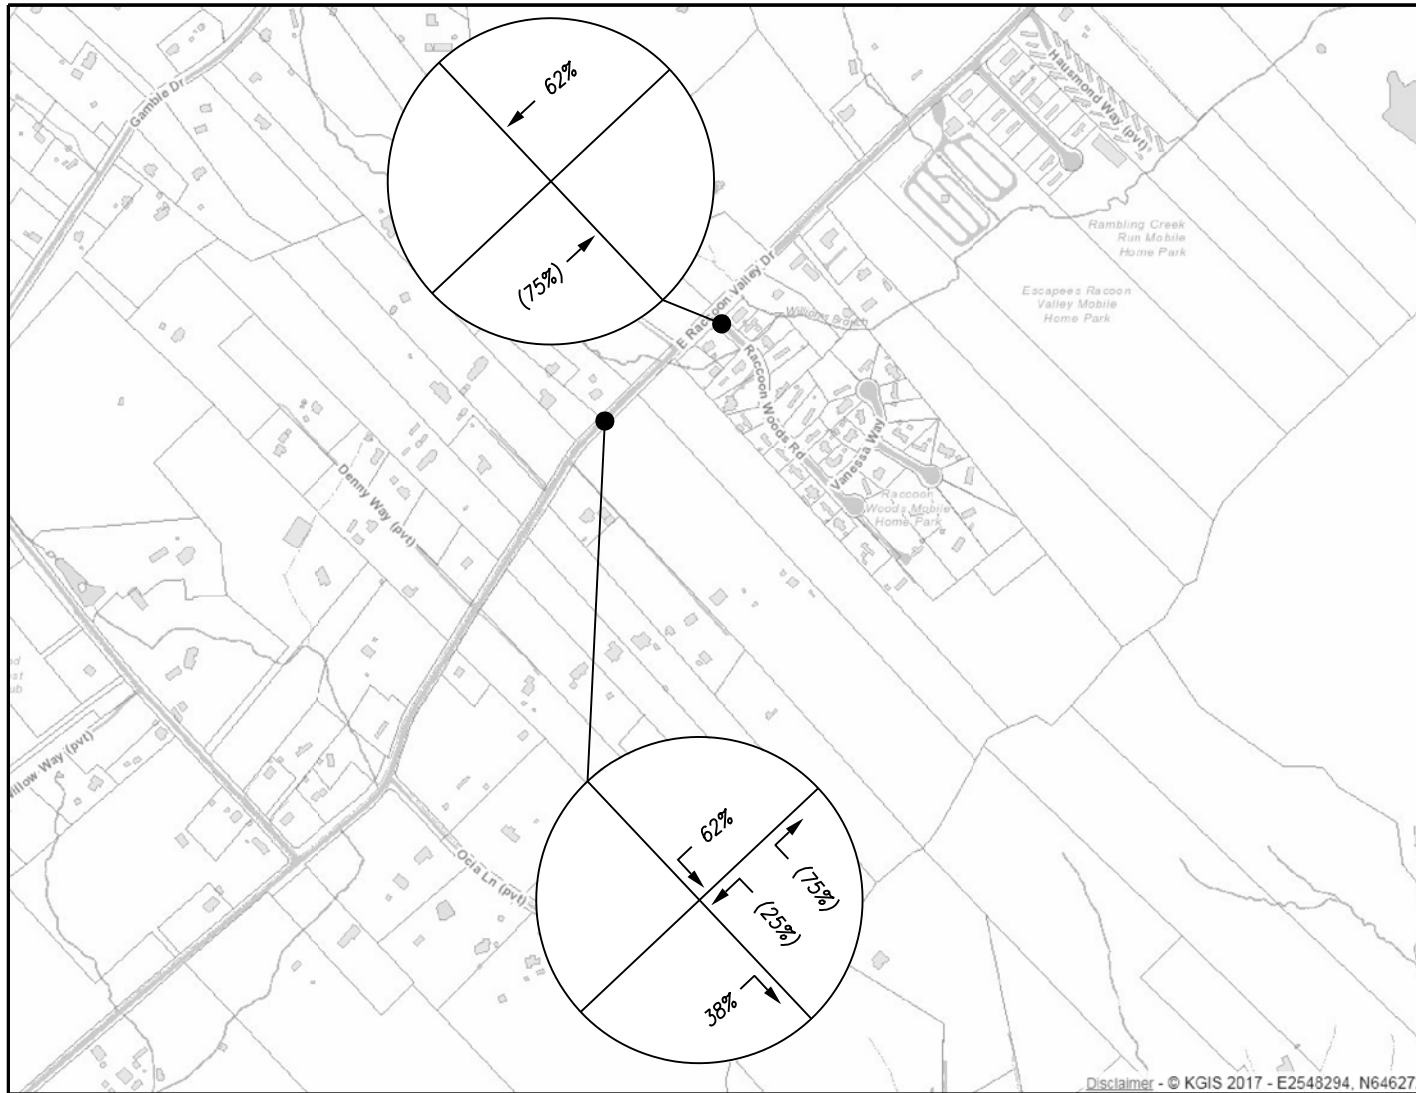 Gamble Dr
62%
(75%)
Hausmond Way (pvt)
Rambling Creek
Run Mobile
Home Park
Escapees Racoon
Valley Mobile
Home Park
E Raccoon Valley Dr
Raccoon Woods Rd
Vanessa Way
Raccoon
Woods Mobile
Home Park
Denny Way (pvt)
Willow Way (pvt)
Ocia Ln (pvt)
62%
(75%)
(25%)
38%
Disclaimer - © KGIS 2017 - E2548294, N64627